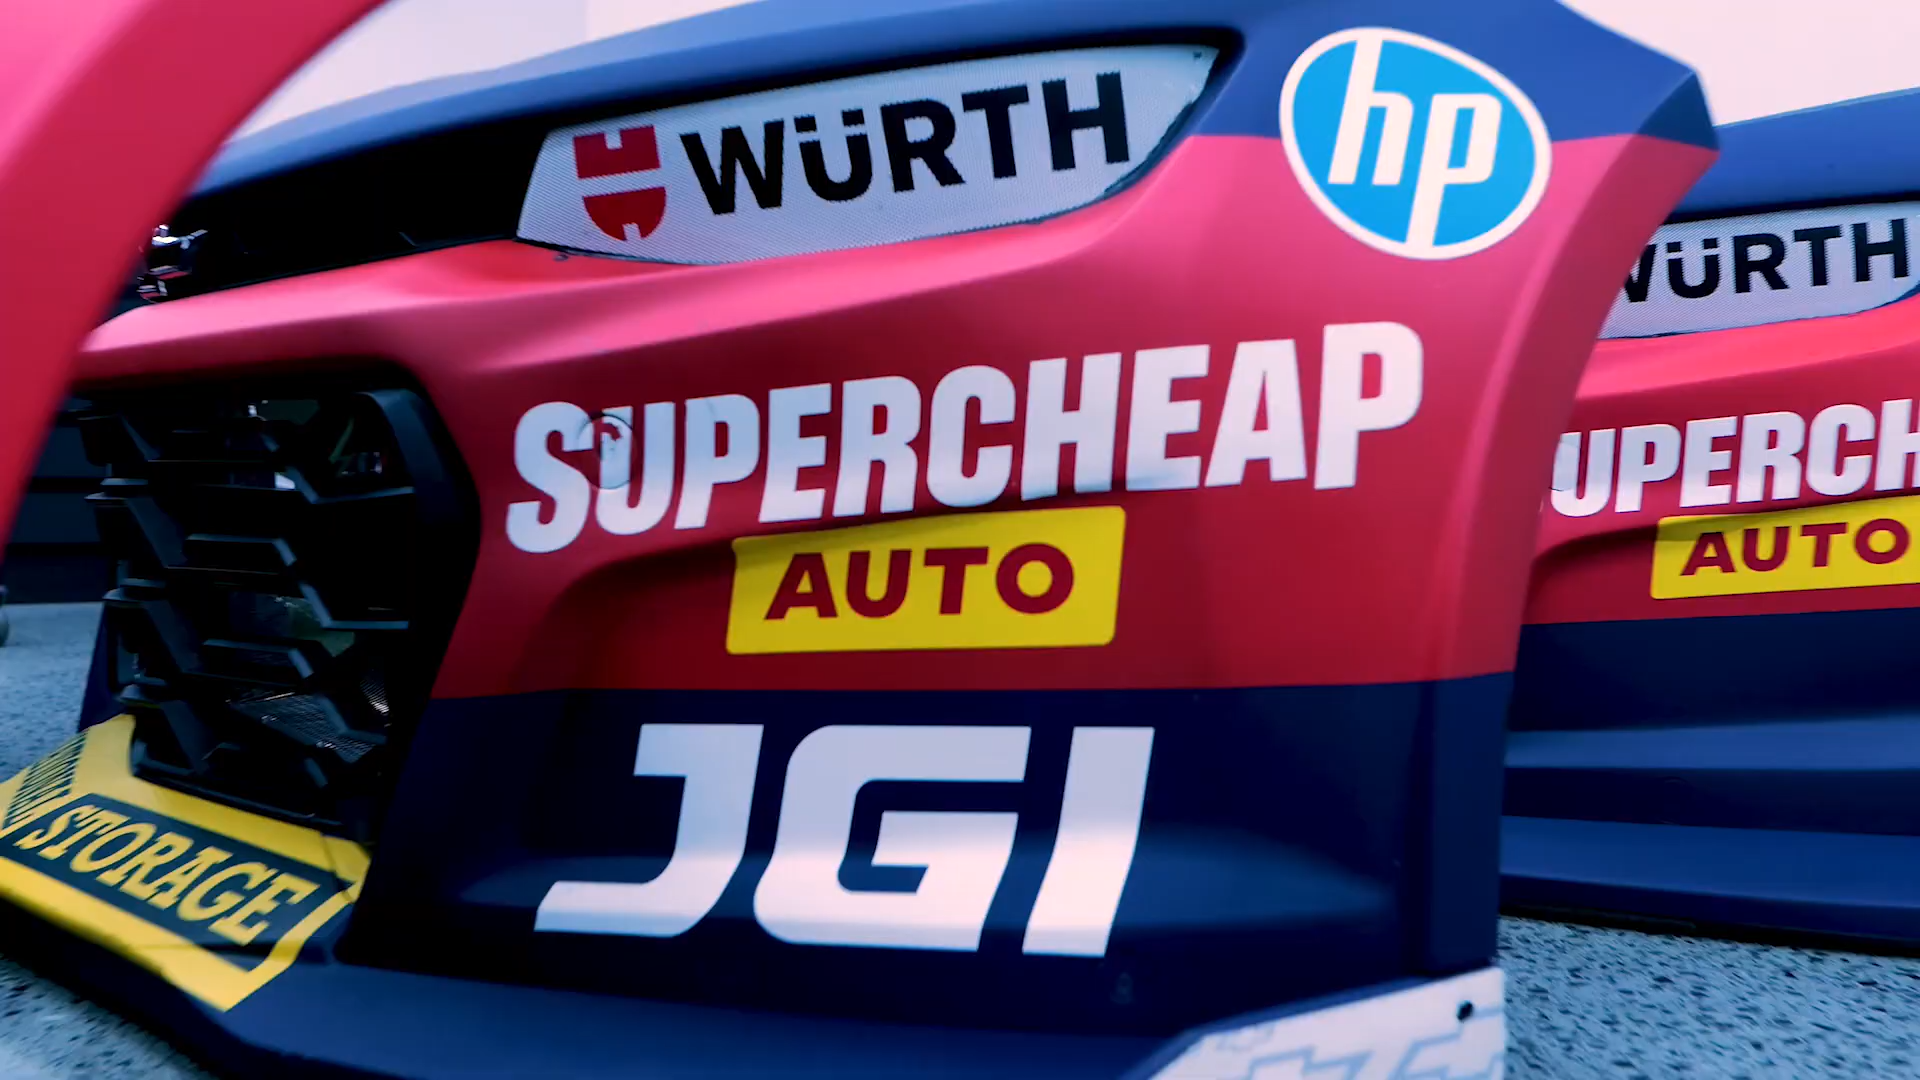 WÜRTH
hp
SUPERCHEAP
AUTO
JGI
STORAGE
WÜRTH
UPERCH
AUTO